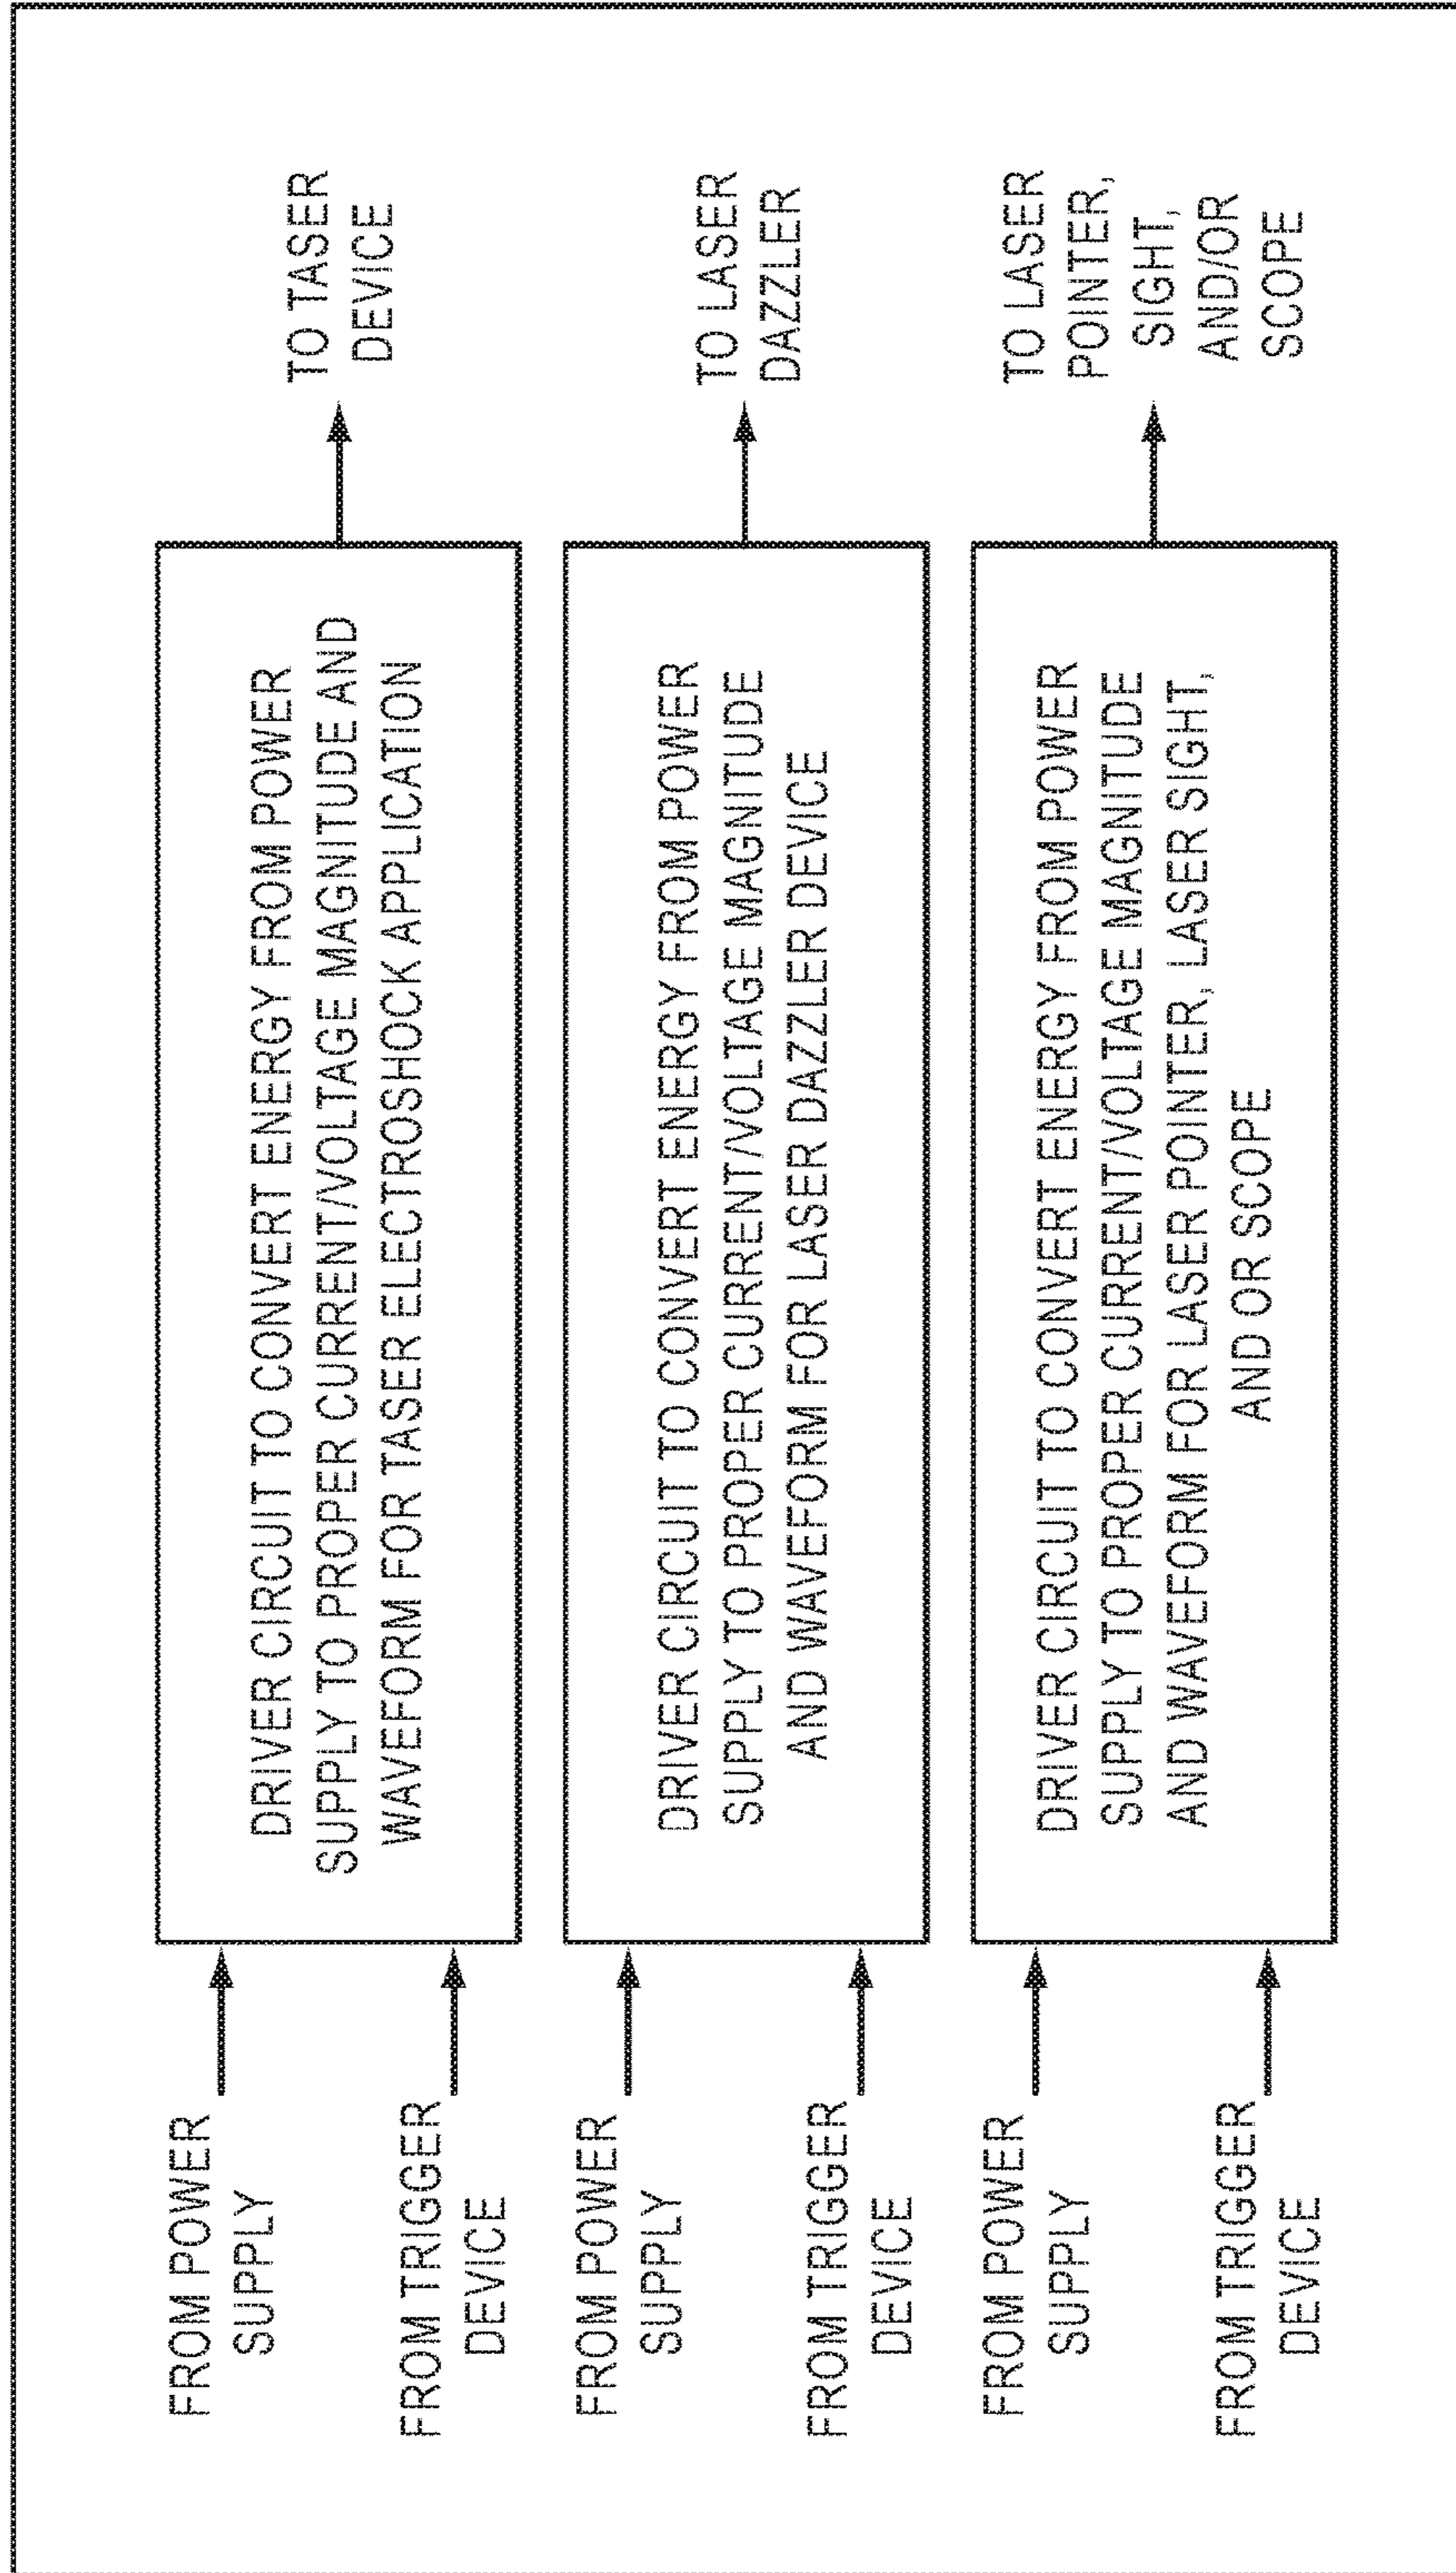 FROM POWER
SUPPLY
FROM TRIGGER
DEVICE
DRIVER CIRCUIT TO CONVERT ENERGY FROM POWER
SUPPLY TO PROPER CURRENT/VOLTAGE MAGNITUDE AND
WAVEFORM FOR TASER ELECTROSHOCK APPLICATION
TO TASER
DEVICE
FROM POWER
SUPPLY
FROM TRIGGER
DEVICE
DRIVER CIRCUIT TO CONVERT ENERGY FROM POWER
SUPPLY TO PROPER CURRENT/VOLTAGE MAGNITUDE
AND WAVEFORM FOR LASER DAZZLER DEVICE
TO LASER
DAZZLER
FROM POWER
SUPPLY
FROM TRIGGER
DEVICE
DRIVER CIRCUIT TO CONVERT ENERGY FROM POWER
SUPPLY TO PROPER CURRENT/VOLTAGE MAGNITUDE
AND WAVEFORM FOR LASER POINTER, LASER SIGHT,
AND OR SCOPE
TO LASER
POINTER,
SIGHT,
AND/OR
SCOPE